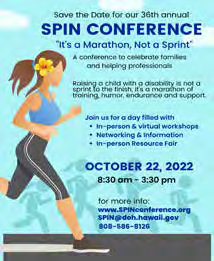 Save the Date for our 36th annual
SPIN CONFERENCE
"It's a Marathon, Not a Sprint"
A conference to celebrate families
and helping professionals
Raising a child with a disability is not a
sprint to the finish, it's a marathon of
training, humor, endurance and support.
Join us for a day filled with
• In-person & virtual workshops
• Networking & Information
• In-person Resource Fair
OCTOBER 22, 2022
8:30 am - 3:30 pm
for more info:
www.SPINconference.org
SPIN@doh.hawaii.gov
808-586-8126